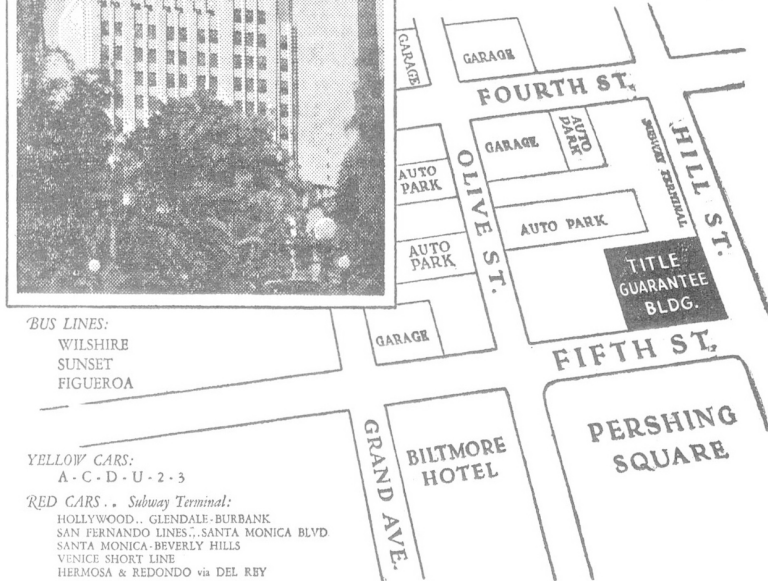 GARAGE
GARAGE
FOURTH ST.
GARAGE
AUTO
PARK
SUBWAY TERMINAL
HILL ST.
OLIVE ST.
AUTO
PARK
AUTO PARK
AUTO
PARK
TITLE
GUARANTEE
BLDG.
GARAGE
FIFTH ST.
BUS LINES:
WILSHIRE
SUNSET
FIGUEROA
GRAND AVE.
BILTMORE
HOTEL
PERSHING
SQUARE
YELLOW CARS:
A - C - D - U - 2 - 3
RED CARS . . Subway Terminal:
HOLLYWOOD . . GLENDALE-BURBANK
SAN FERNANDO LINES . . . SANTA MONICA BLVD.
SANTA MONICA-BEVERLY HILLS
VENICE SHORT LINE
HERMOSA & REDONDO via DEL REY